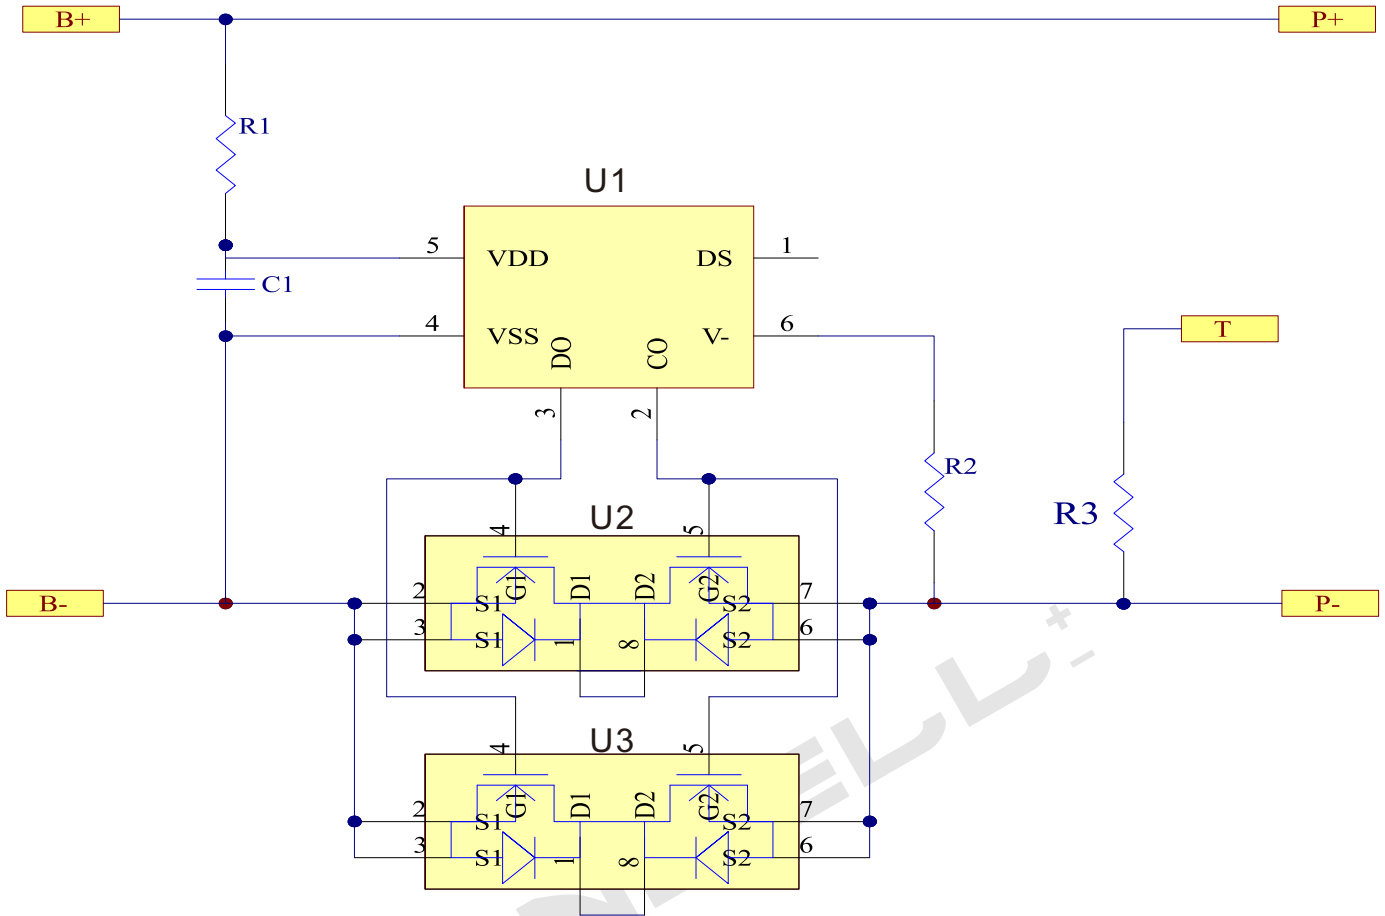 B+
P+
R1
U1
5
VDD
DS
1
C1
4
VSS
V-
6
T
DO
CO
3
2
R2
R3
U2
4
5
G1
D1
D2
G2
2
S1
S2
7
B-
P-
3
S1
1
8
S2
6
U3
4
5
G1
D1
D2
G2
2
S1
S2
7
3
S1
1
8
S2
6
ELL
+
-